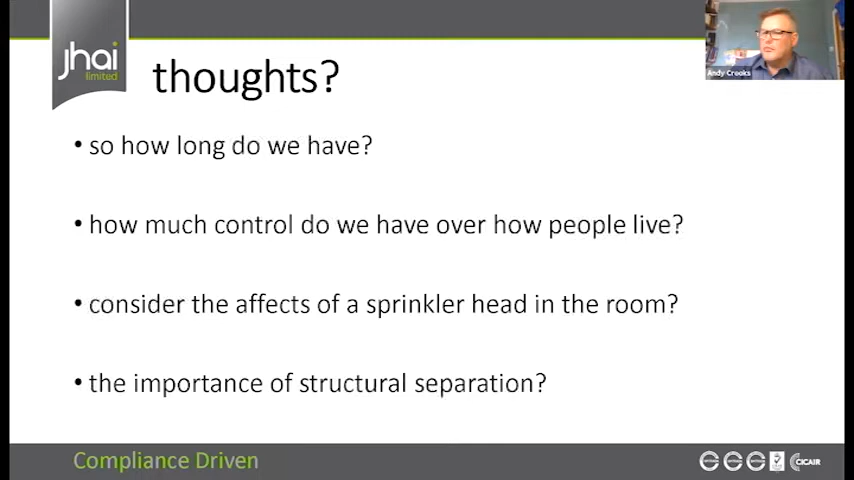 jhai
limited
thoughts?
Andy Crooks
• so how long do we have?
• how much control do we have over how people live?
• consider the affects of a sprinkler head in the room?
• the importance of structural separation?
Compliance Driven
CICAIR